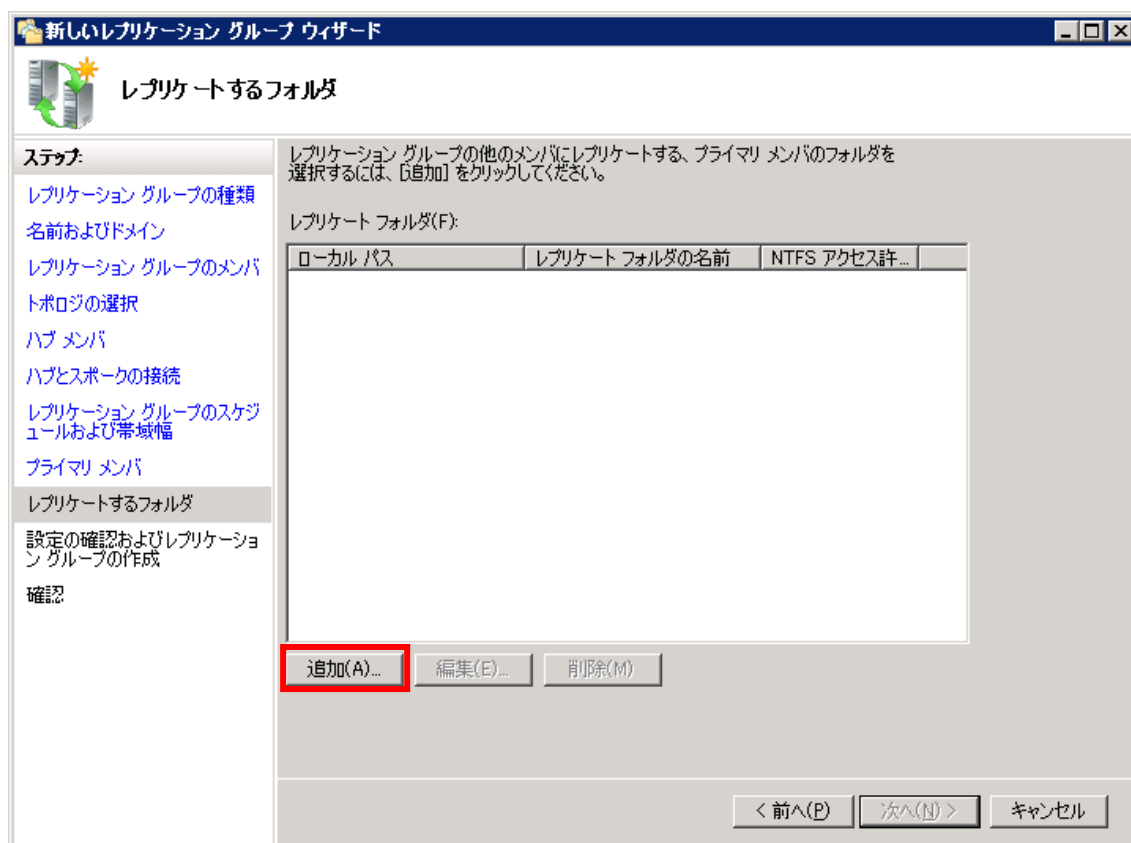 新しいレプリケーション グループ ウィザード
レプリケートするフォルダ
ステップ:
レプリケーション グループの種類
名前およびドメイン
レプリケーション グループのメンバ
トポロジの選択
ハブ メンバ
ハブとスポークの接続
レプリケーション グループのスケジ
ュールおよび帯域幅
プライマリ メンバ
レプリケートするフォルダ
設定の確認およびレプリケーショ
ン グループの作成
確認
レプリケーション グループの他のメンバにレプリケートする、プライマリ メンバのフォルダを
選択するには、[追加] をクリックしてください。
レプリケート フォルダ(F):
ローカル パス
レプリケート フォルダの名前
NTFS アクセス許...
追加(A)...
編集(E)...
削除(M)
< 前へ(P)
次へ(N) >
キャンセル